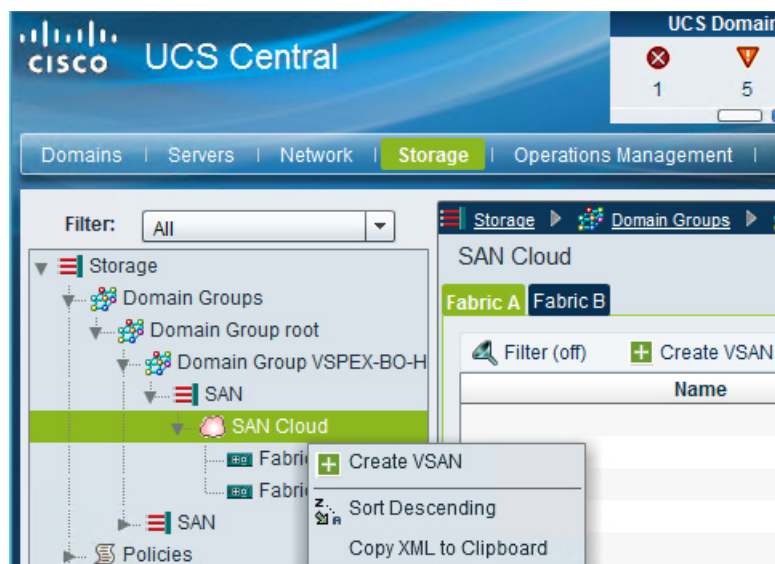 UCS Domain
CISCO UCS Central
1 5
Domains Servers Network Storage Operations Management
Filter: All
Storage Domain Groups
Storage
SAN Cloud
Domain Groups
Fabric A Fabric B
Domain Group root
Filter (off) Create VSAN
Domain Group VSPEX-BO-H
Name
SAN
SAN Cloud
Fabri
Create VSAN
Fabri
Sort Descending
SAN
Copy XML to Clipboard
Policies